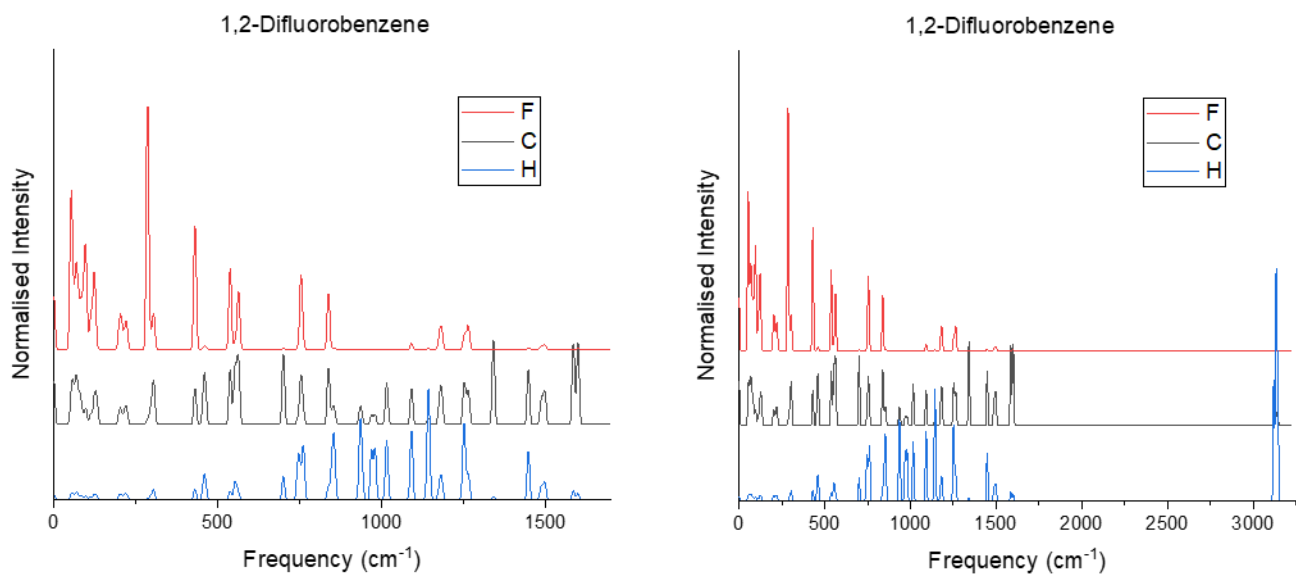 1,2-Difluorobenzene
F
C
H
Normalised Intensity
0
500
1000
1500
Frequency (cm⁻¹)
1,2-Difluorobenzene
F
C
H
Normalised Intensity
0
500
1000
1500
2000
2500
3000
Frequency (cm⁻¹)